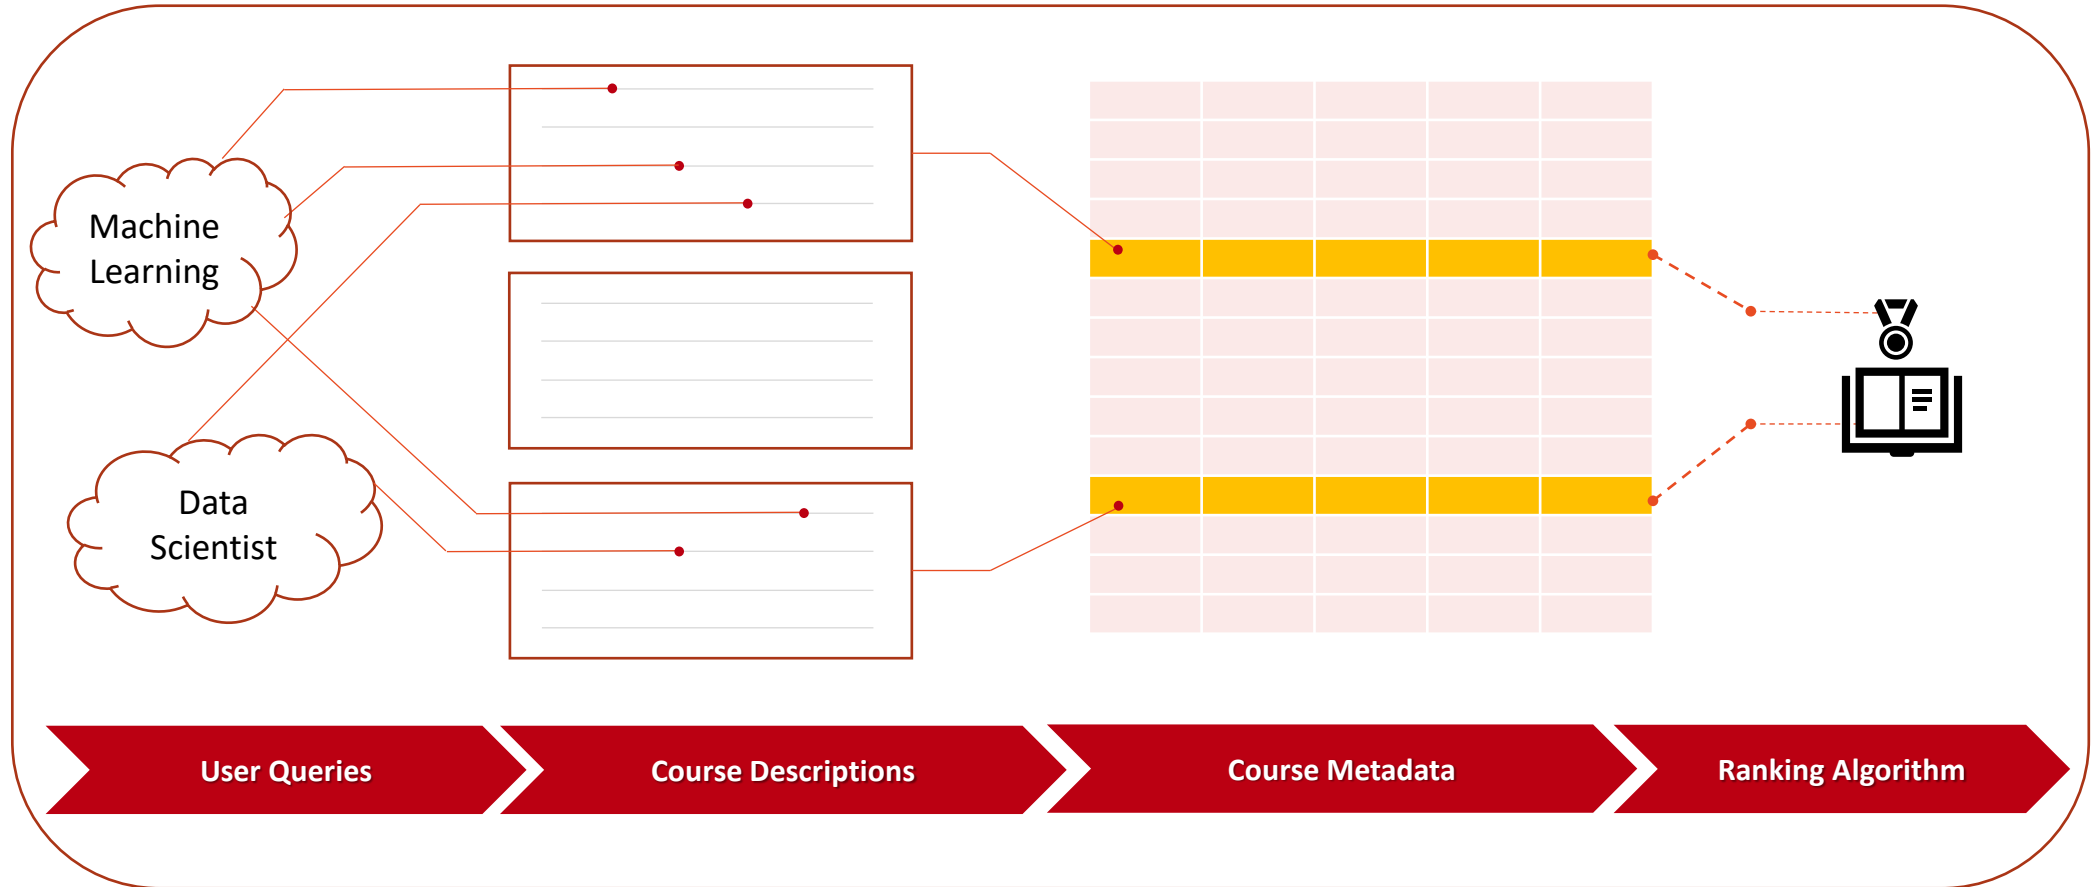 Machine
Learning
Data
Scientist
User Queries
Course Descriptions
Course Metadata
Ranking Algorithm